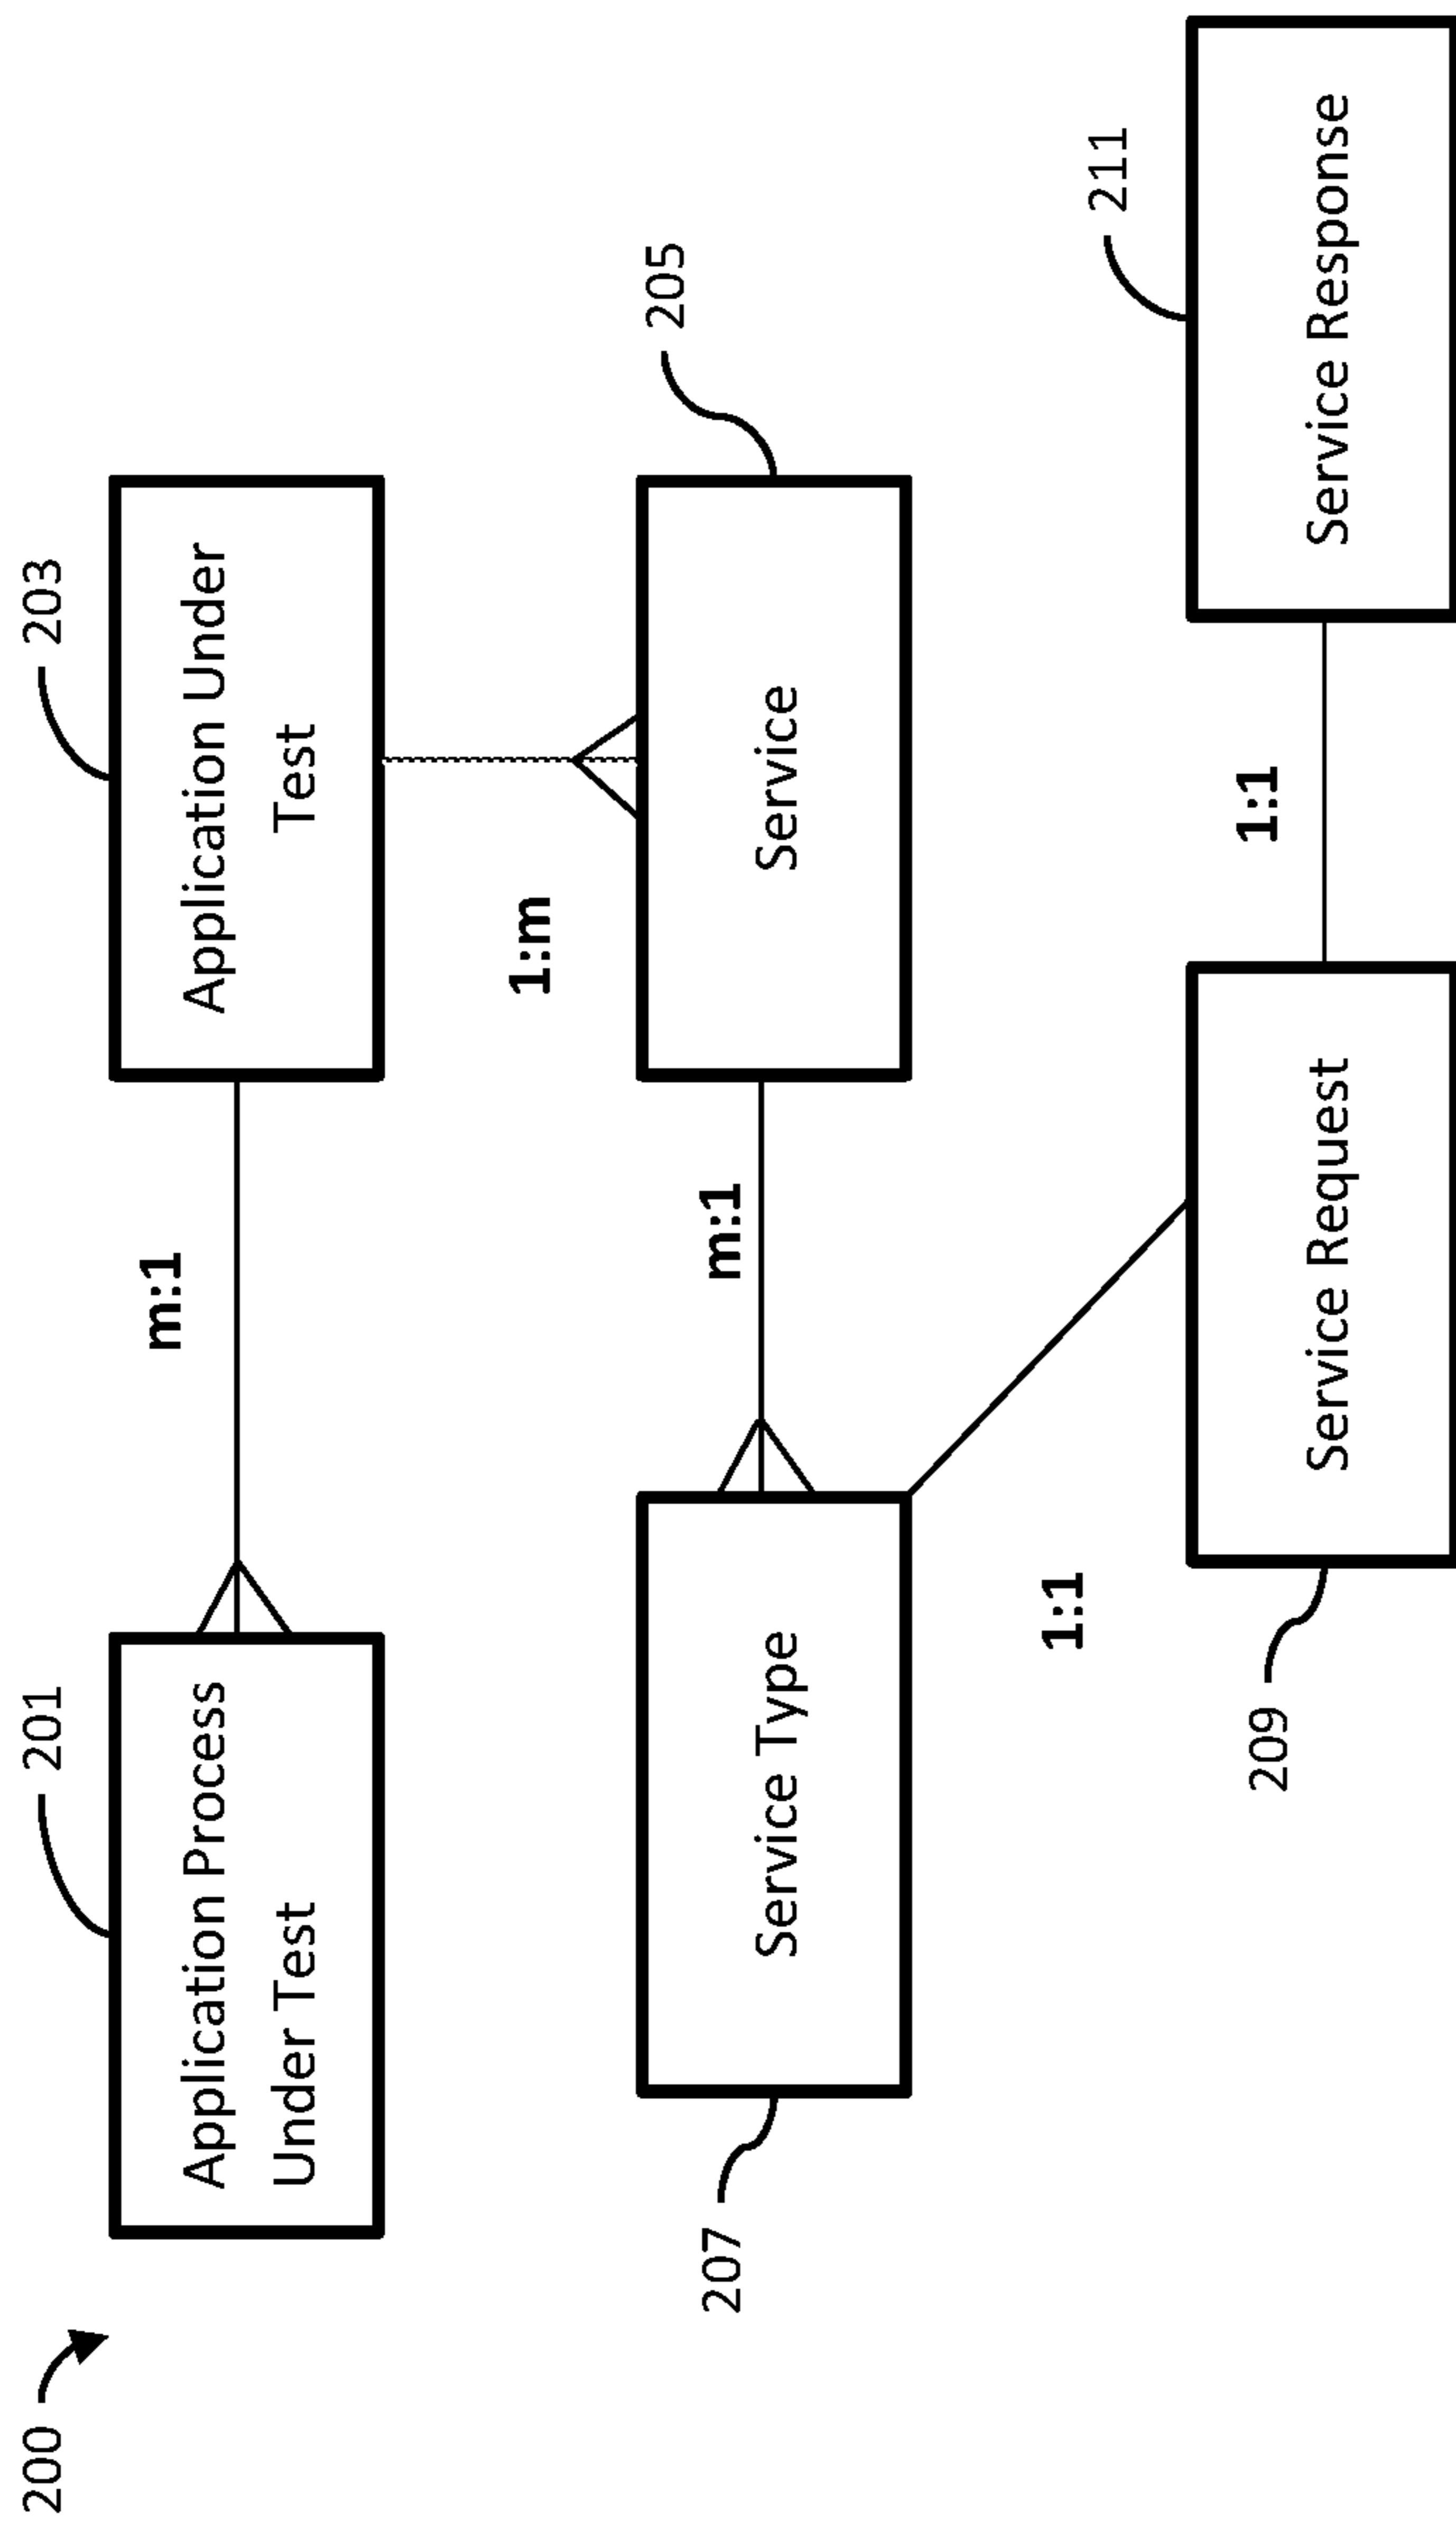 200
201
203
Application Process
Under Test
m:1
Application Under
Test
1:m
205
207
Service Type
m:1
Service
1:1
209
Service Request
1:1
211
Service Response